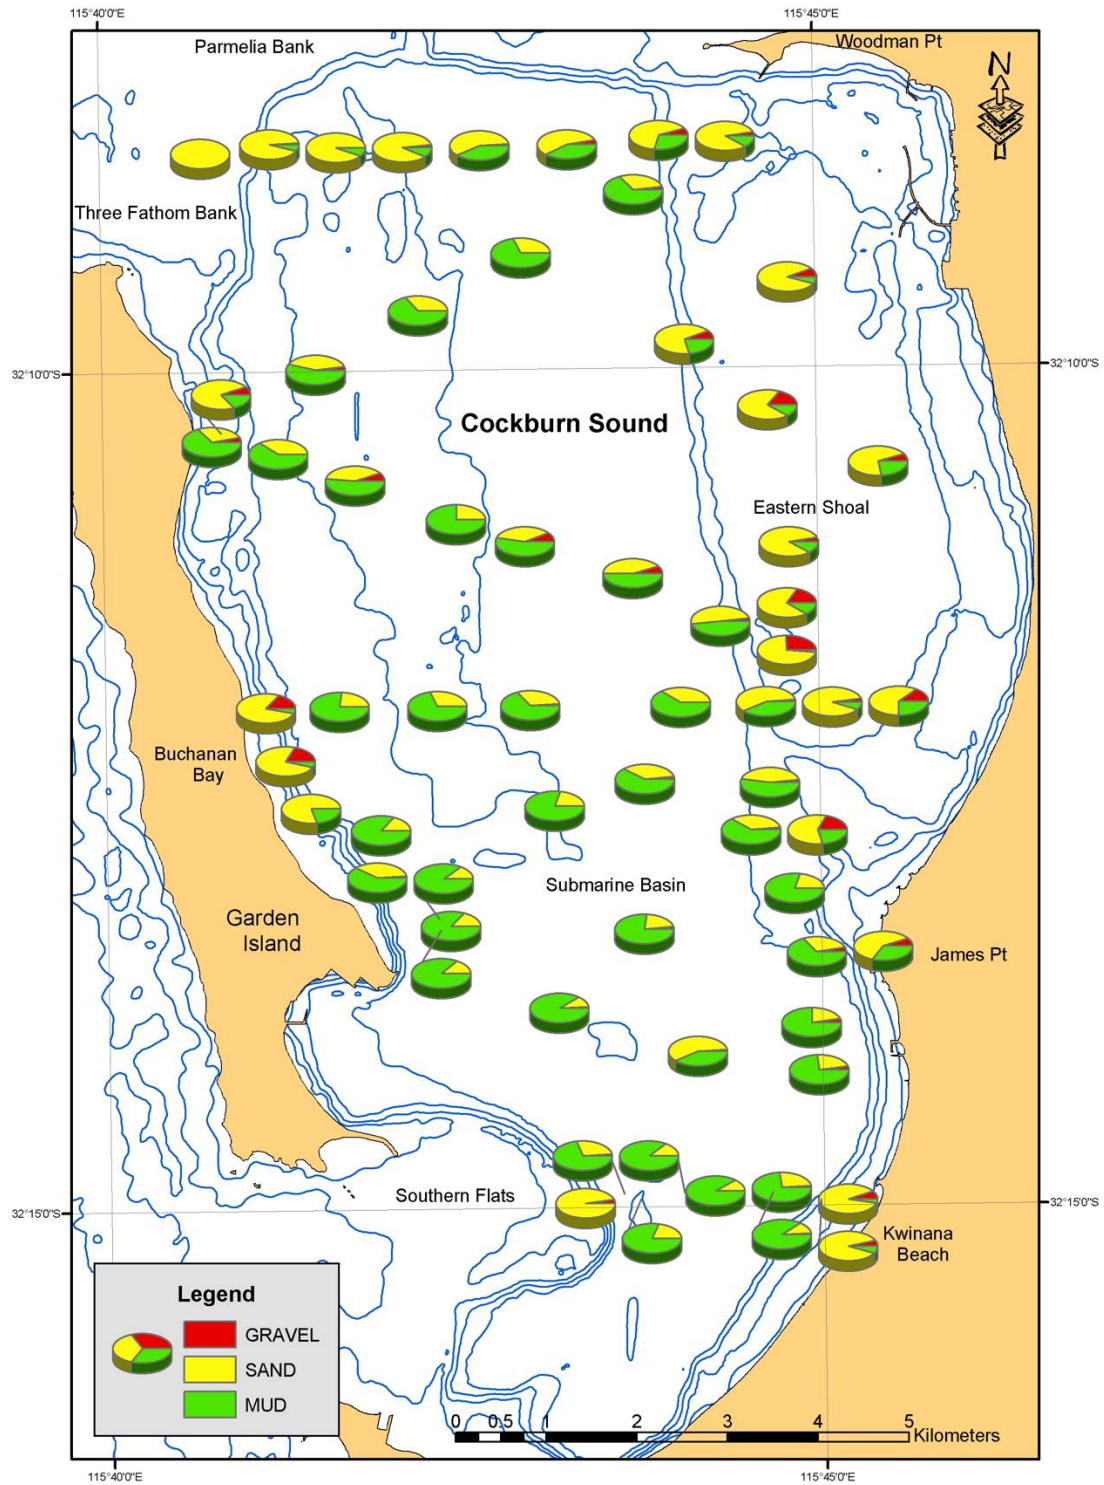 115°40'0"E
115°45'0"E
Parmelia Bank
Woodman Pt
N
Three Fathom Bank
32°10'0"S
32°10'0"S
Cockburn Sound
Eastern Shoal
Buchanan
Bay
Submarine Basin
Garden
Island
James Pt
Southern Flats
32°15'0"S
32°15'0"S
Kwinana
Beach
Legend
GRAVEL
SAND
MUD
0 0.5 1 2 3 4 5
Kilometers
115°40'0"E
115°45'0"E